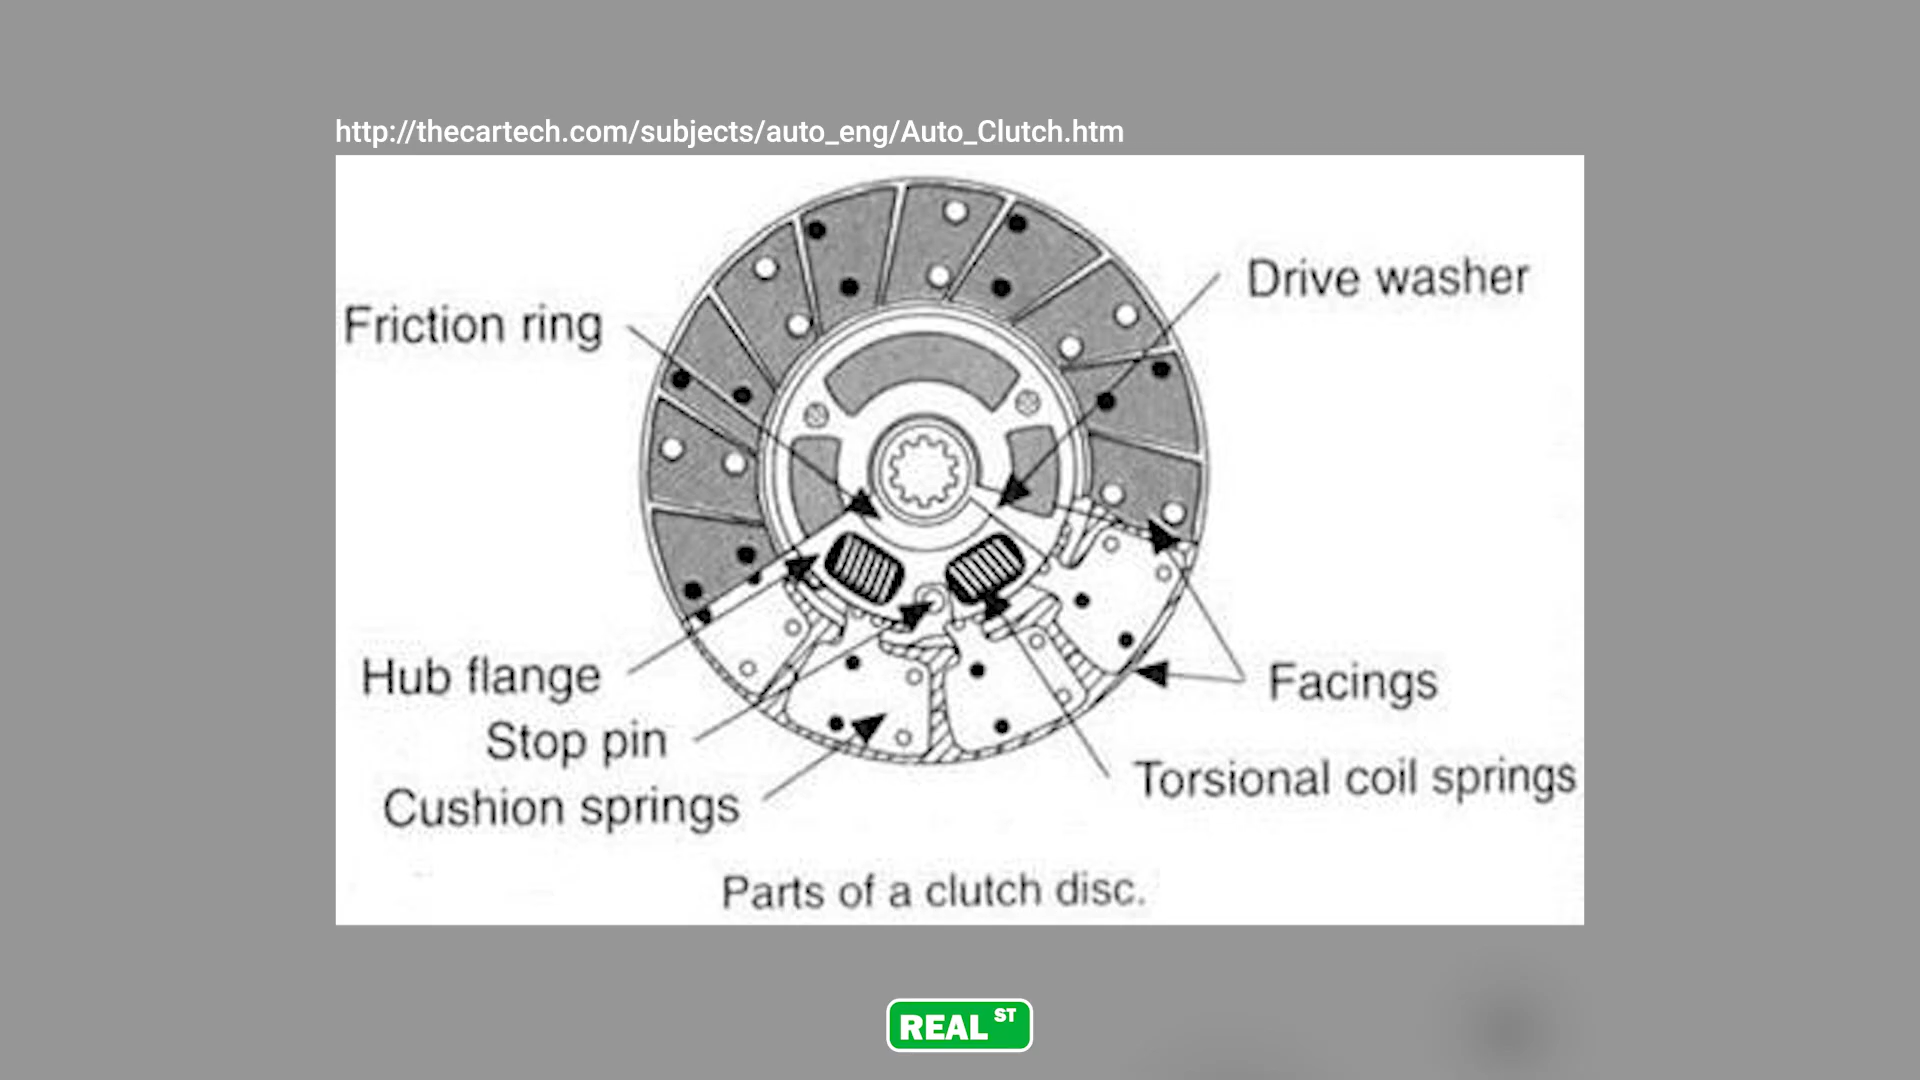 http://thecartech.com/subjects/auto_eng/Auto_Clutch.htm
Drive washer
Friction ring
Hub flange
Facings
Stop pin
Torsional coil springs
Cushion springs
Parts of a clutch disc.
REAL ST